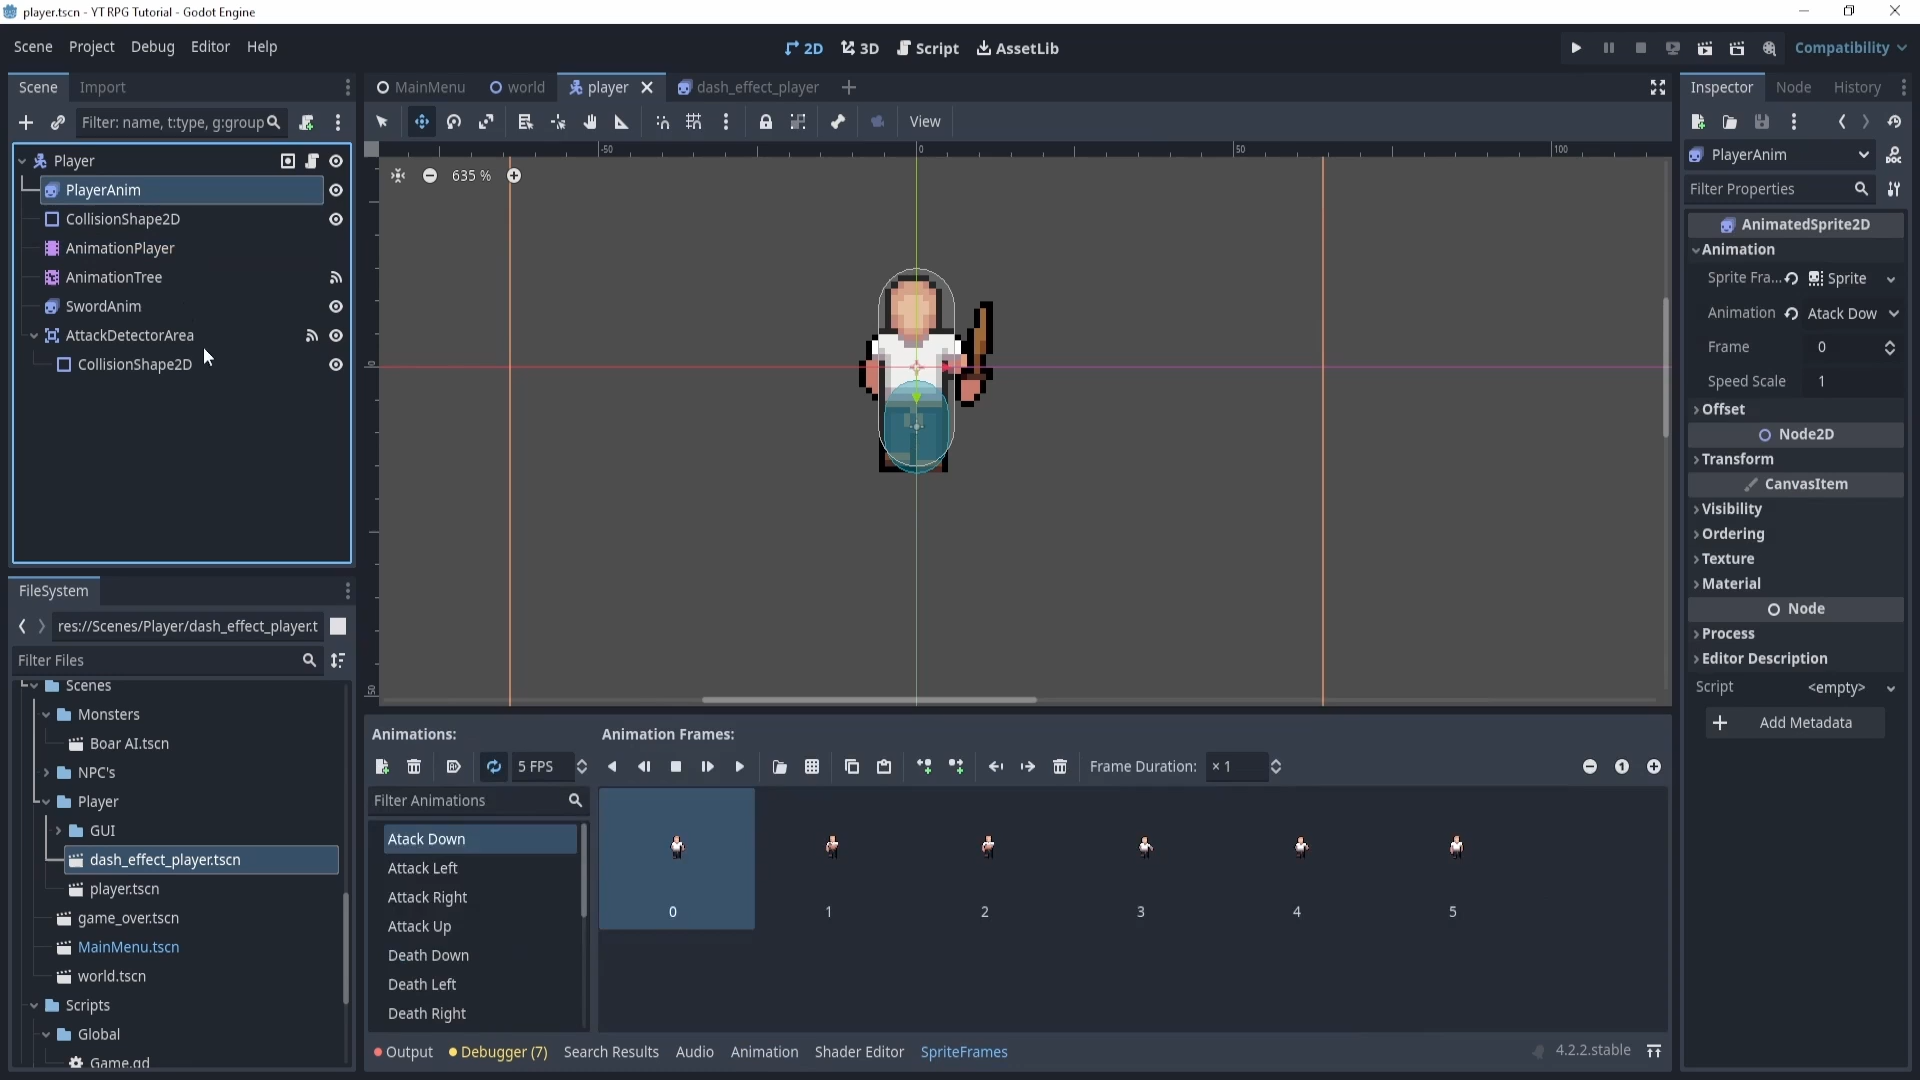 player.tscn - YT RPG Tutorial - Godot Engine
Scene Project Debug Editor Help
2D 3D Script AssetLib
Compatibility
Scene Import
MainMenu world player dash_effect_player
Inspector Node History
Filter: name, t:type, g:group
View
Player
PlayerAnim
CollisionShape2D
AnimationPlayer
AnimationTree
SwordAnim
AttackDetectorArea
CollisionShape2D
-50 0 50 100
635 %
0
50
PlayerAnim
Filter Properties
AnimatedSprite2D
Animation
Sprite Fra... Sprite
Animation Atack Dow
Frame 0
Speed Scale 1
Offset
Node2D
Transform
CanvasItem
Visibility
Ordering
Texture
Material
Node
Process
Editor Description
Script <empty>
Add Metadata
FileSystem
res://Scenes/Player/dash_effect_player.t
Filter Files
Scenes
Monsters
Boar AI.tscn
NPC's
Player
GUI
dash_effect_player.tscn
player.tscn
game_over.tscn
MainMenu.tscn
world.tscn
Scripts
Global
Game.gd
Animations: Animation Frames:
5 FPS
Frame Duration: × 1
Filter Animations
Atack Down
Attack Left
Attack Right
Attack Up
Death Down
Death Left
Death Right
0 1 2 3 4 5
Output Debugger (7) Search Results Audio Animation Shader Editor SpriteFrames
4.2.2.stable